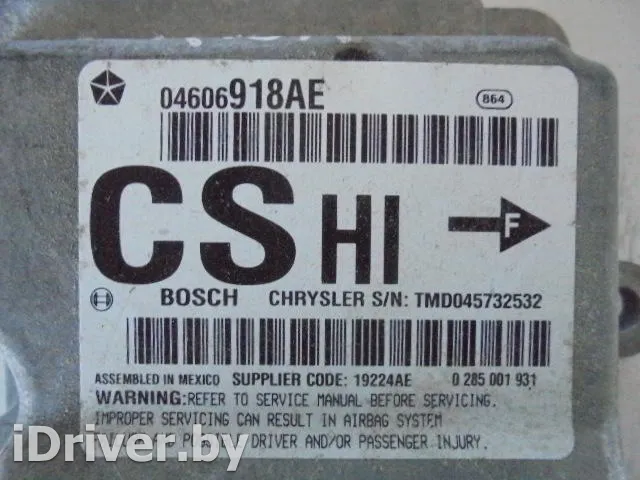 04606918AE
864
CS HI F
BOSCH CHRYSLER S/N: TMD045732532
ASSEMBLED IN MEXICO SUPPLIER CODE: 19224AE 0 285 001 931
WARNING: REFER TO SERVICE MANUAL BEFORE SERVICING.
IMPROPER SERVICING CAN RESULT IN AIRBAG SYSTEM
DRIVER AND/OR PASSENGER INJURY.
iDriver.by